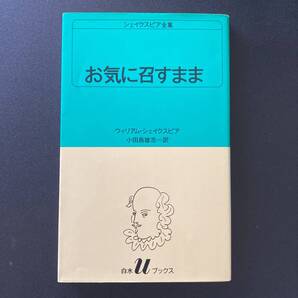 シェイクスピア全集
お気に召すまま
ウィリアム・シェイクスピア
小田島雄志=訳
白水uブックス